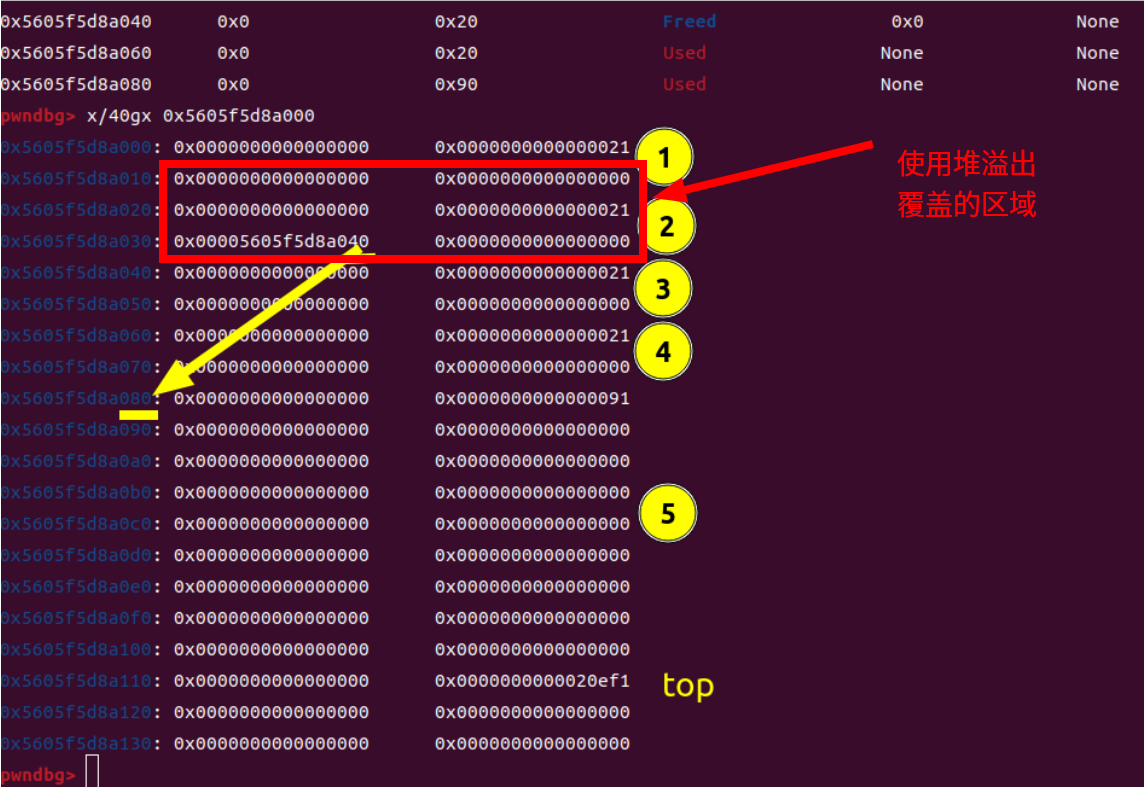 0x5605f5d8a040 0x0 0x20 Freed 0x0 None
0x5605f5d8a060 0x0 0x20 Used None None
0x5605f5d8a080 0x0 0x90 Used None None
pwndbg> x/40gx 0x5605f5d8a000
0x5605f5d8a000: 0x0000000000000000 0x0000000000000021 1
0x5605f5d8a010: 0x0000000000000000 0x0000000000000000 使用堆溢出
0x5605f5d8a020: 0x0000000000000000 0x0000000000000021 覆盖的区域
0x5605f5d8a030: 0x00005605f5d8a040 0x0000000000000000 2
0x5605f5d8a040: 0x0000000000000000 0x0000000000000021 3
0x5605f5d8a050: 0x0000000000000000 0x0000000000000000
0x5605f5d8a060: 0x0000000000000000 0x0000000000000021 4
0x5605f5d8a070: 0x0000000000000000 0x0000000000000000
0x5605f5d8a080: 0x0000000000000000 0x0000000000000091
0x5605f5d8a090: 0x0000000000000000 0x0000000000000000
0x5605f5d8a0a0: 0x0000000000000000 0x0000000000000000
0x5605f5d8a0b0: 0x0000000000000000 0x0000000000000000 5
0x5605f5d8a0c0: 0x0000000000000000 0x0000000000000000
0x5605f5d8a0d0: 0x0000000000000000 0x0000000000000000
0x5605f5d8a0e0: 0x0000000000000000 0x0000000000000000
0x5605f5d8a0f0: 0x0000000000000000 0x0000000000000000
0x5605f5d8a100: 0x0000000000000000 0x0000000000000000
0x5605f5d8a110: 0x0000000000000000 0x0000000000020ef1 top
0x5605f5d8a120: 0x0000000000000000 0x0000000000000000
0x5605f5d8a130: 0x0000000000000000 0x0000000000000000
pwndbg>